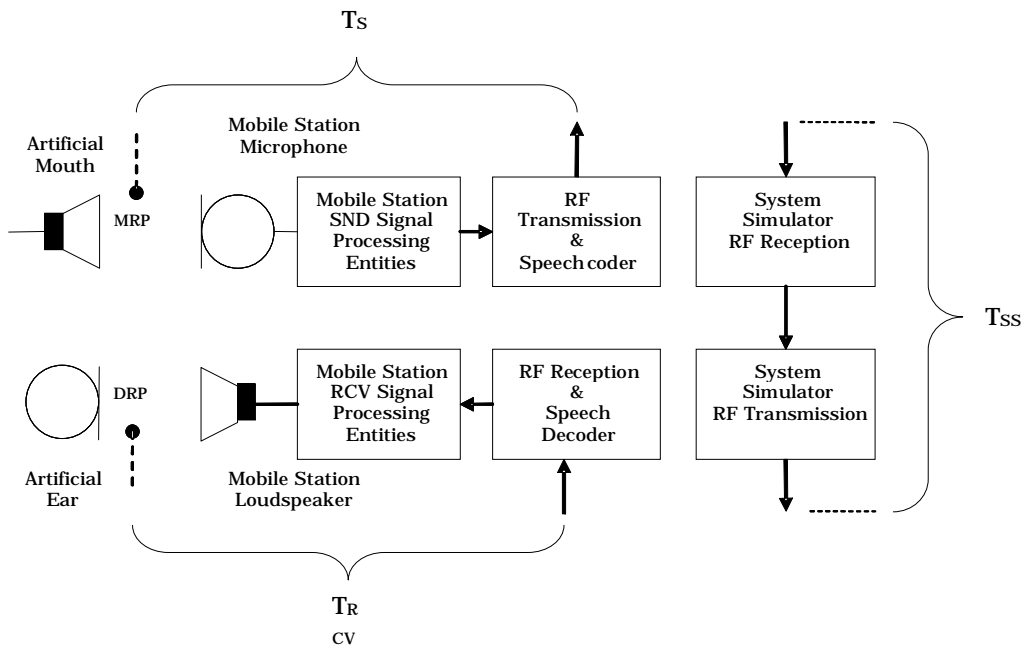 Ts
Mobile Station
Microphone
Artificial
Mouth
MRP
Mobile Station
SND Signal
Processing
Entities
RF
Transmission
&
Speech coder
System
Simulator
RF Reception
Tss
DRP
Mobile Station
RCV Signal
Processing
Entities
RF Reception
&
Speech
Decoder
System
Simulator
RF Transmission
Artificial
Ear
Mobile Station
Loudspeaker
TR
CV